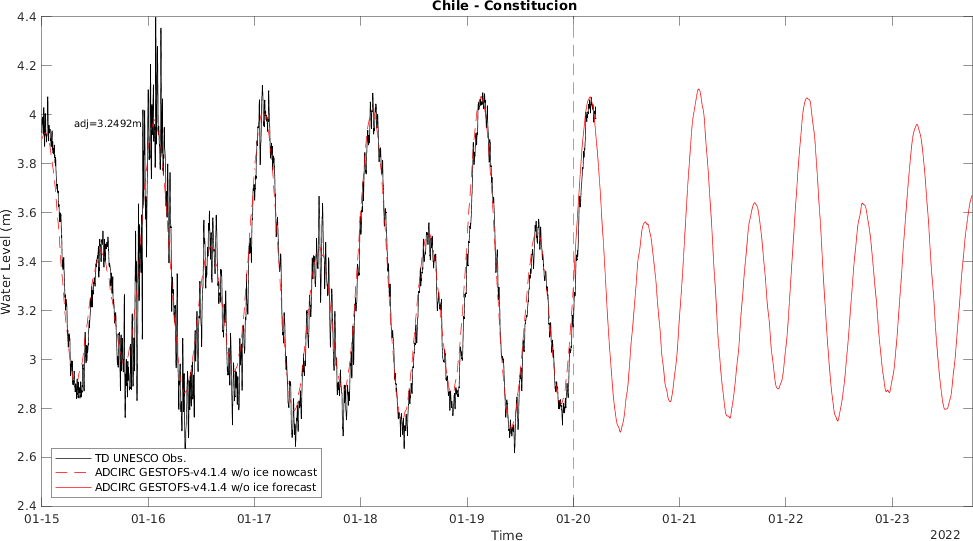 Chile - Constitucion
4.4
4.2
4
3.8
3.6
3.4
3.2
3
2.8
2.6
2.4
Water Level (m)
adj=3.2492m
TD UNESCO Obs.
ADCIRC GESTOFS-v4.1.4 w/o ice nowcast
ADCIRC GESTOFS-v4.1.4 w/o ice forecast
01-15 01-16 01-17 01-18 01-19 01-20 01-21 01-22 01-23
Time
2022